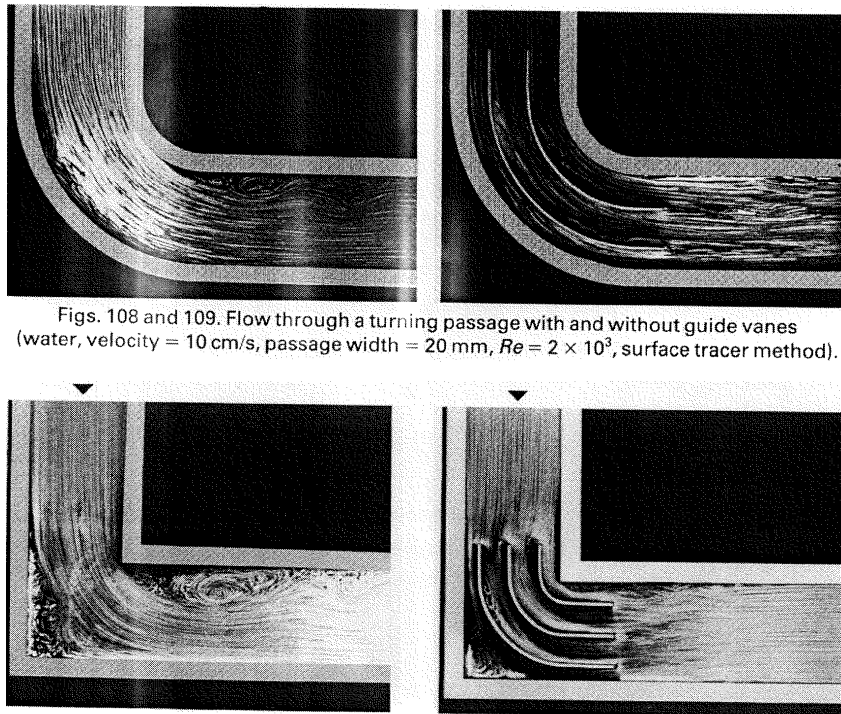 Figs. 108 and 109. Flow through a turning passage with and without guide vanes
(water, velocity = 10 cm/s, passage width = 20 mm, Re = 2 × 10³, surface tracer method).